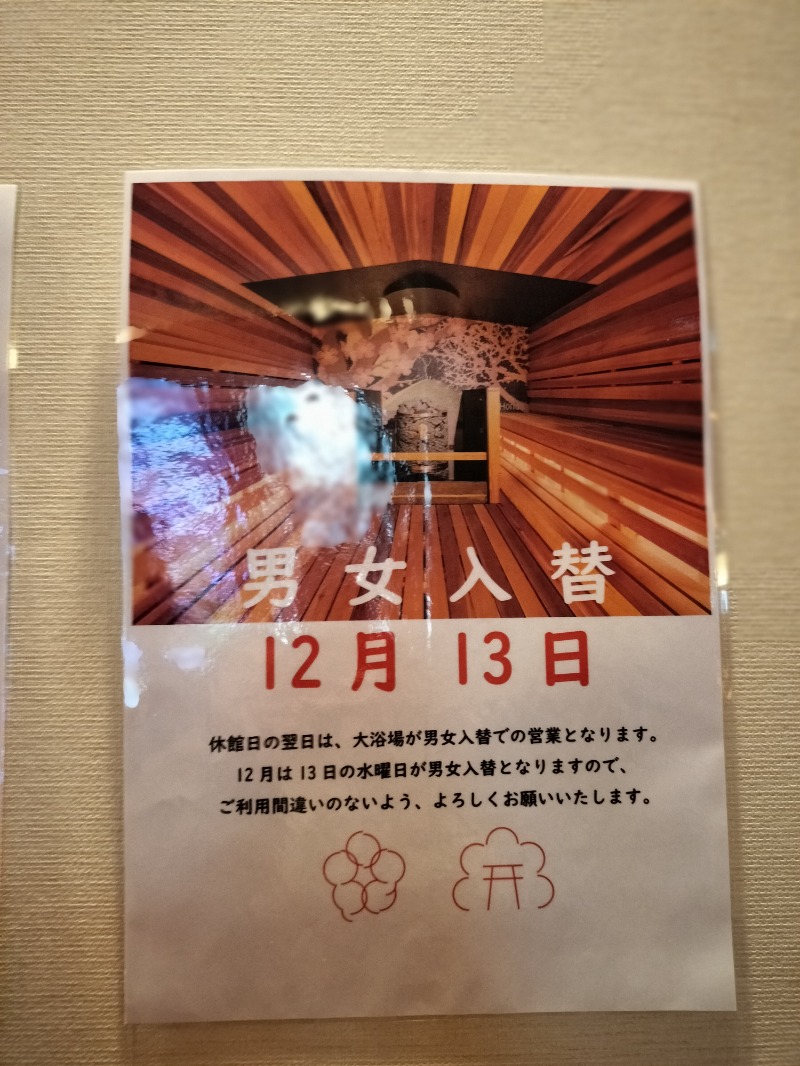 男女入替
12月 13日
休館日の翌日は、大浴場が男女入替での営業となります。
12月は13日の水曜日が男女入替となりますので、
ご利用間違いのないよう、よろしくお願いいたします。